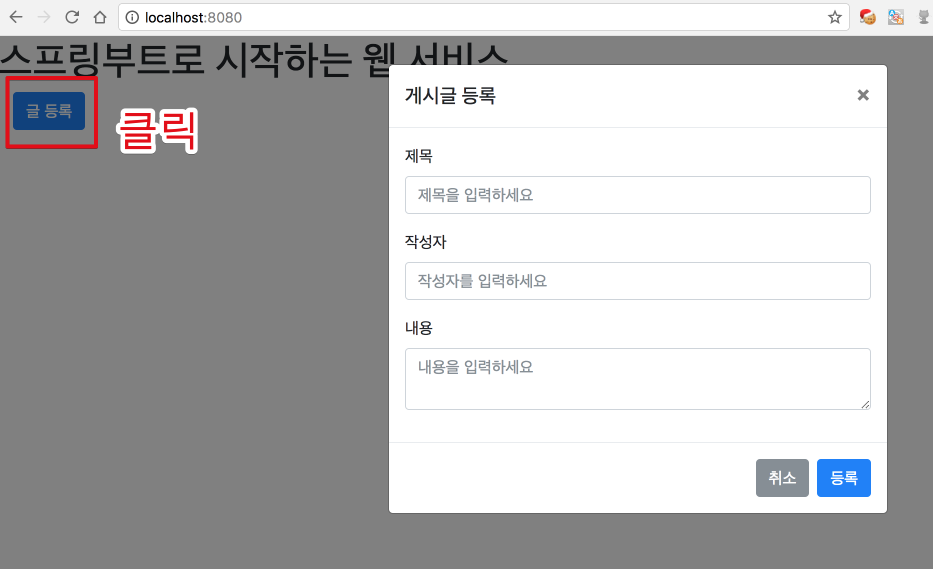 localhost:8080
스프링부트로 시작하는 웹 서비스
글 등록
클릭
게시글 등록
제목
제목을 입력하세요
작성자
작성자를 입력하세요
내용
내용을 입력하세요
취소 등록